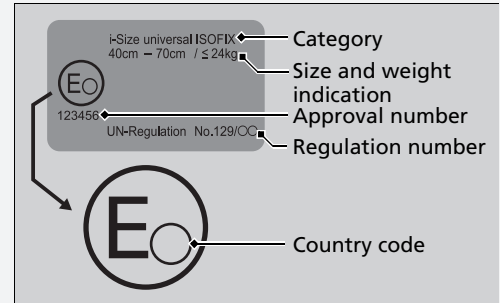 i-Size universal ISOFIX
40cm – 70cm / ≤ 24kg
E
123456
UN-Regulation No.129/○○
Category
Size and weight
indication
Approval number
Regulation number
E
Country code